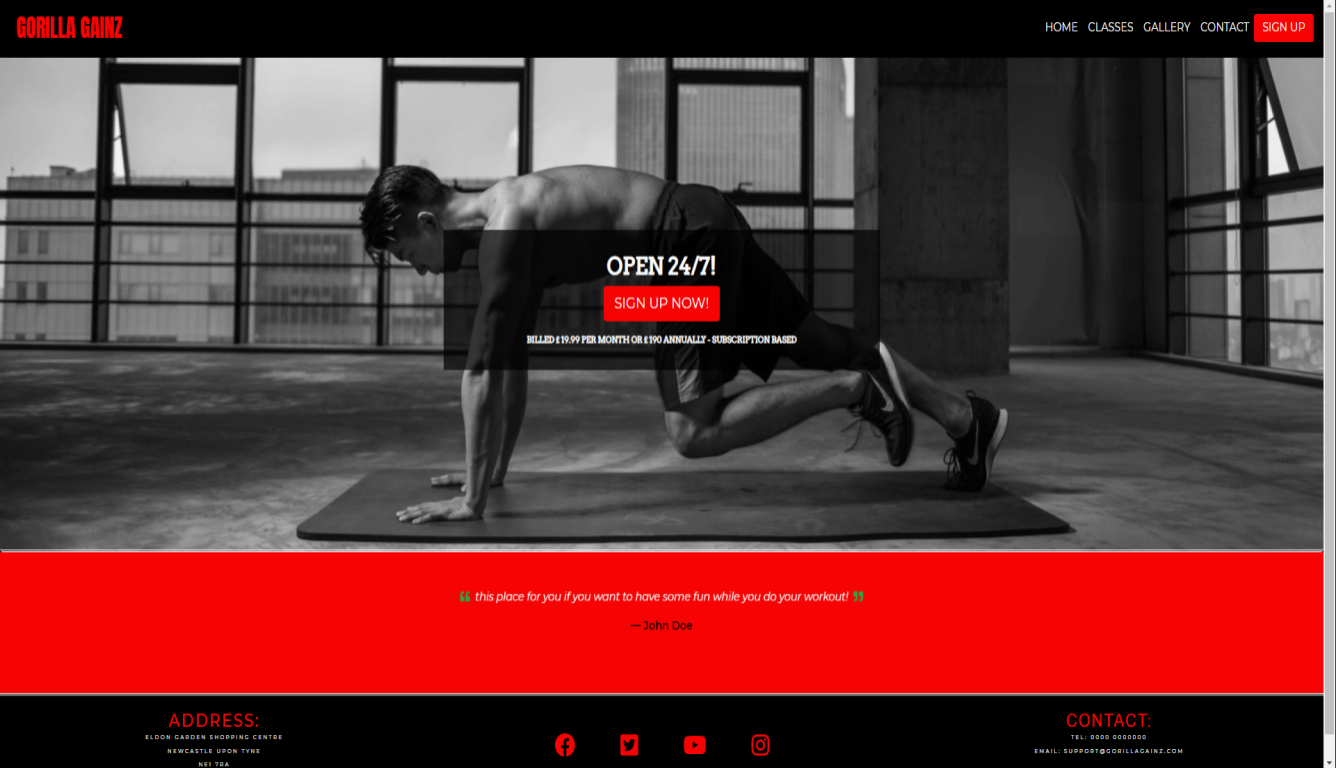 GORILLA GAINZ
HOME CLASSES GALLERY CONTACT SIGN UP
OPEN 24/7!
SIGN UP NOW!
BILLED £19.99 PER MONTH OR £190 ANNUALLY - SUBSCRIPTION BASED
❝ this place for you if you want to have some fun while you do your workout! ❞
— John Doe
ADDRESS:
ELDON GARDEN SHOPPING CENTRE
NEWCASTLE UPON TYNE
NE1 7RA
CONTACT:
TEL: 0000 0000000
EMAIL: SUPPORT@GORILLAGAINZ.COM